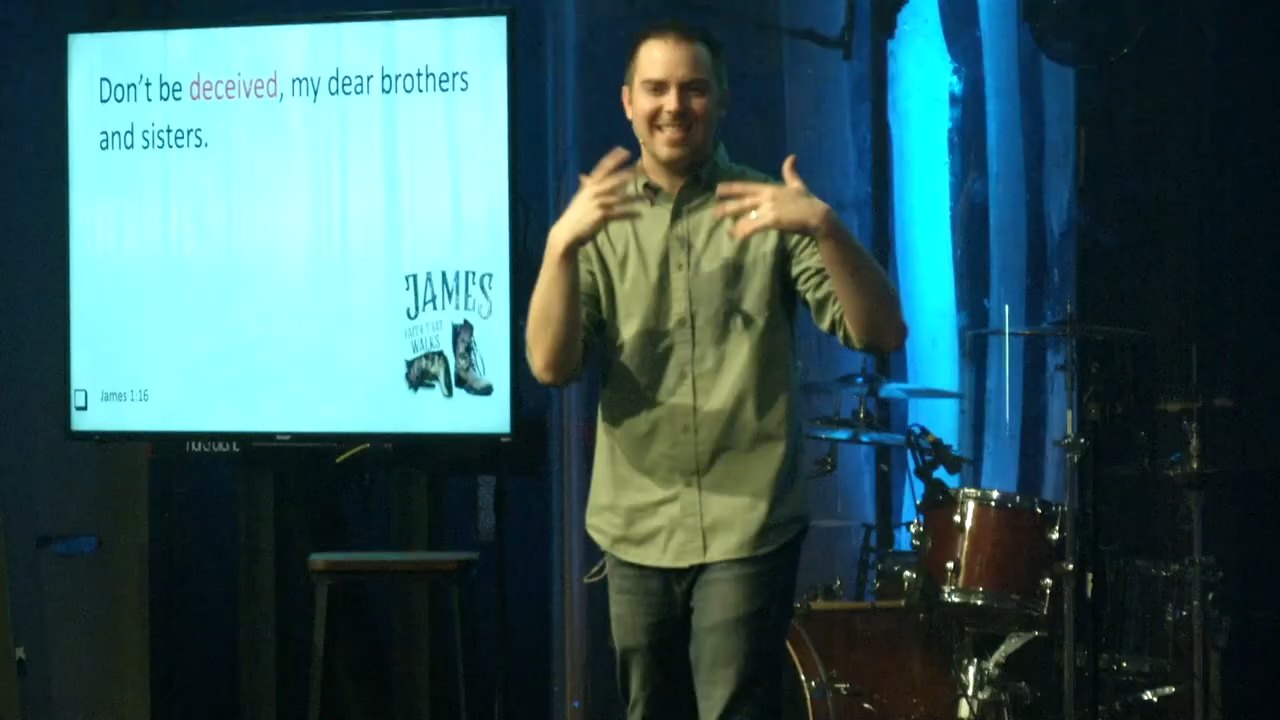 Don't be deceived, my dear brothers
and sisters.
JAMES
WALKS
James 1:16